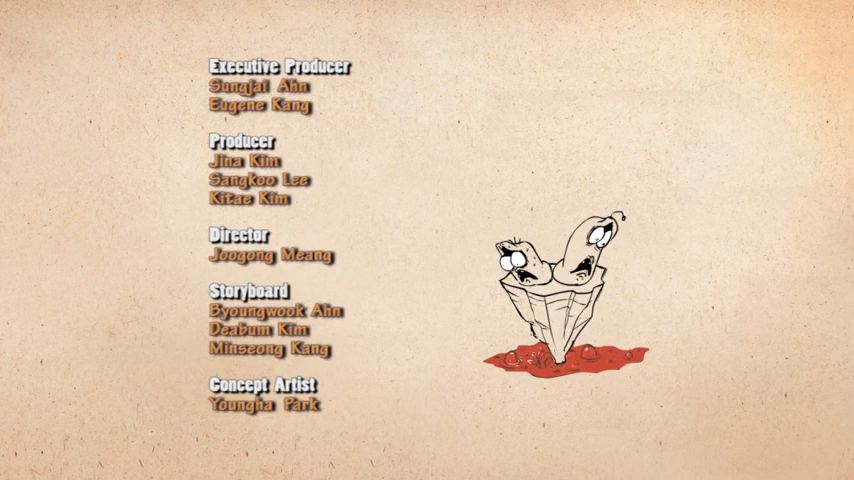 Executive Producer
Sungjai Ahn
Eugene Kang
Producer
Jina Kim
Sangkoo Lee
Kitae Kim
Director
Joogong Meang
Storyboard
Byoungwook Ahn
Deabum Kim
Minseong Kang
Concept Artist
Youngha Park